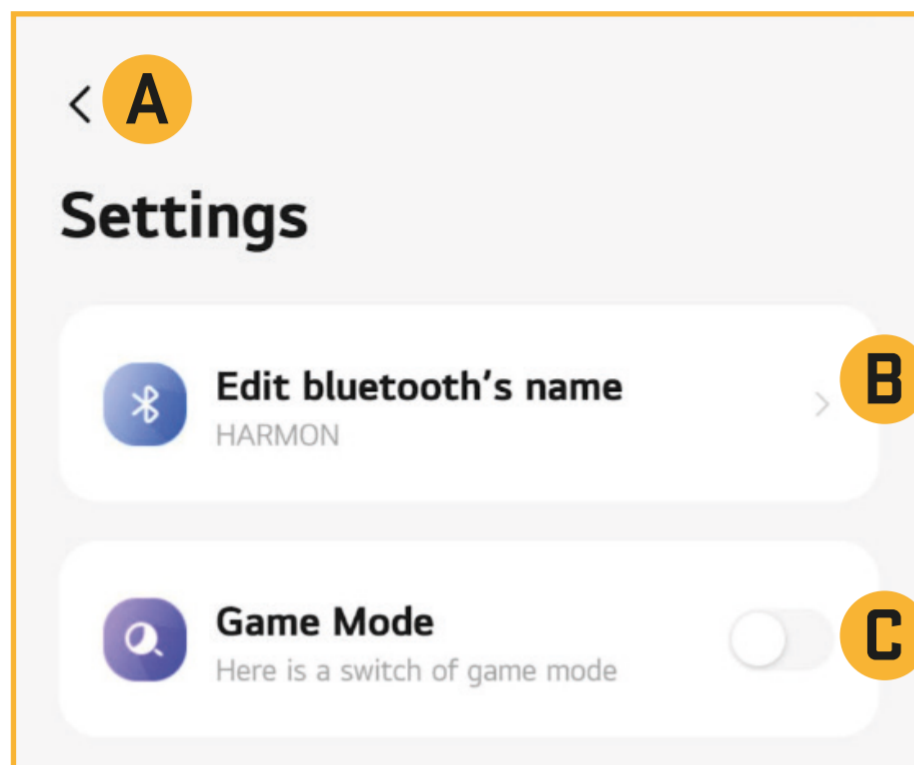 A
Settings
Edit bluetooth’s name
HARMON
B
Game Mode
Here is a switch of game mode
C